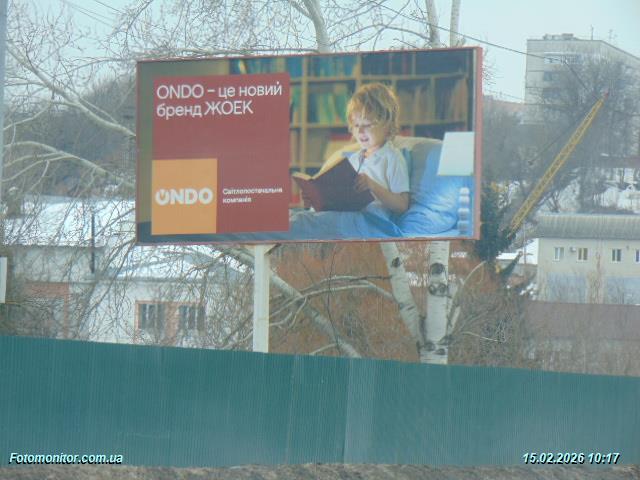 ONDO – це новий
бренд ЖОЕК
ONDO
Світлопостачальна
компанія
Fotomonitor.com.ua
15.02.2026 10:17